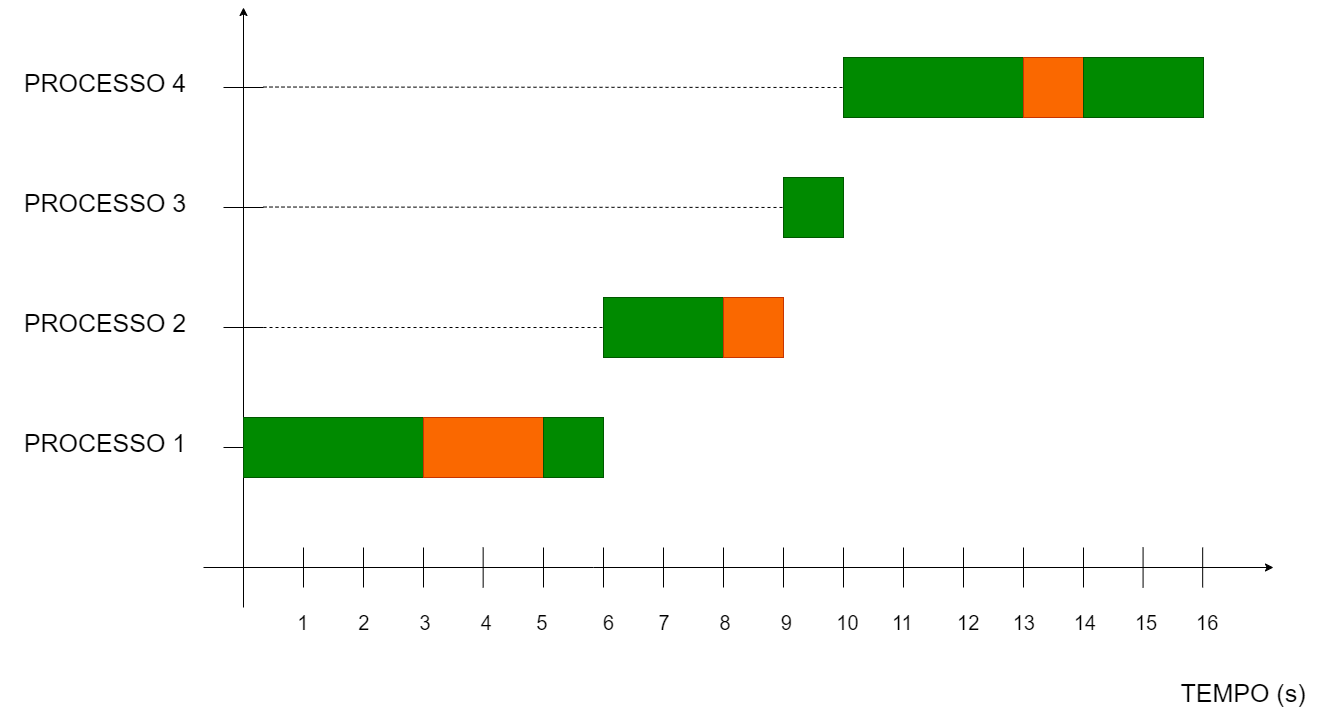 PROCESSO 4
PROCESSO 3
PROCESSO 2
PROCESSO 1
1 2 3 4 5 6 7 8 9 10 11 12 13 14 15 16
TEMPO (s)